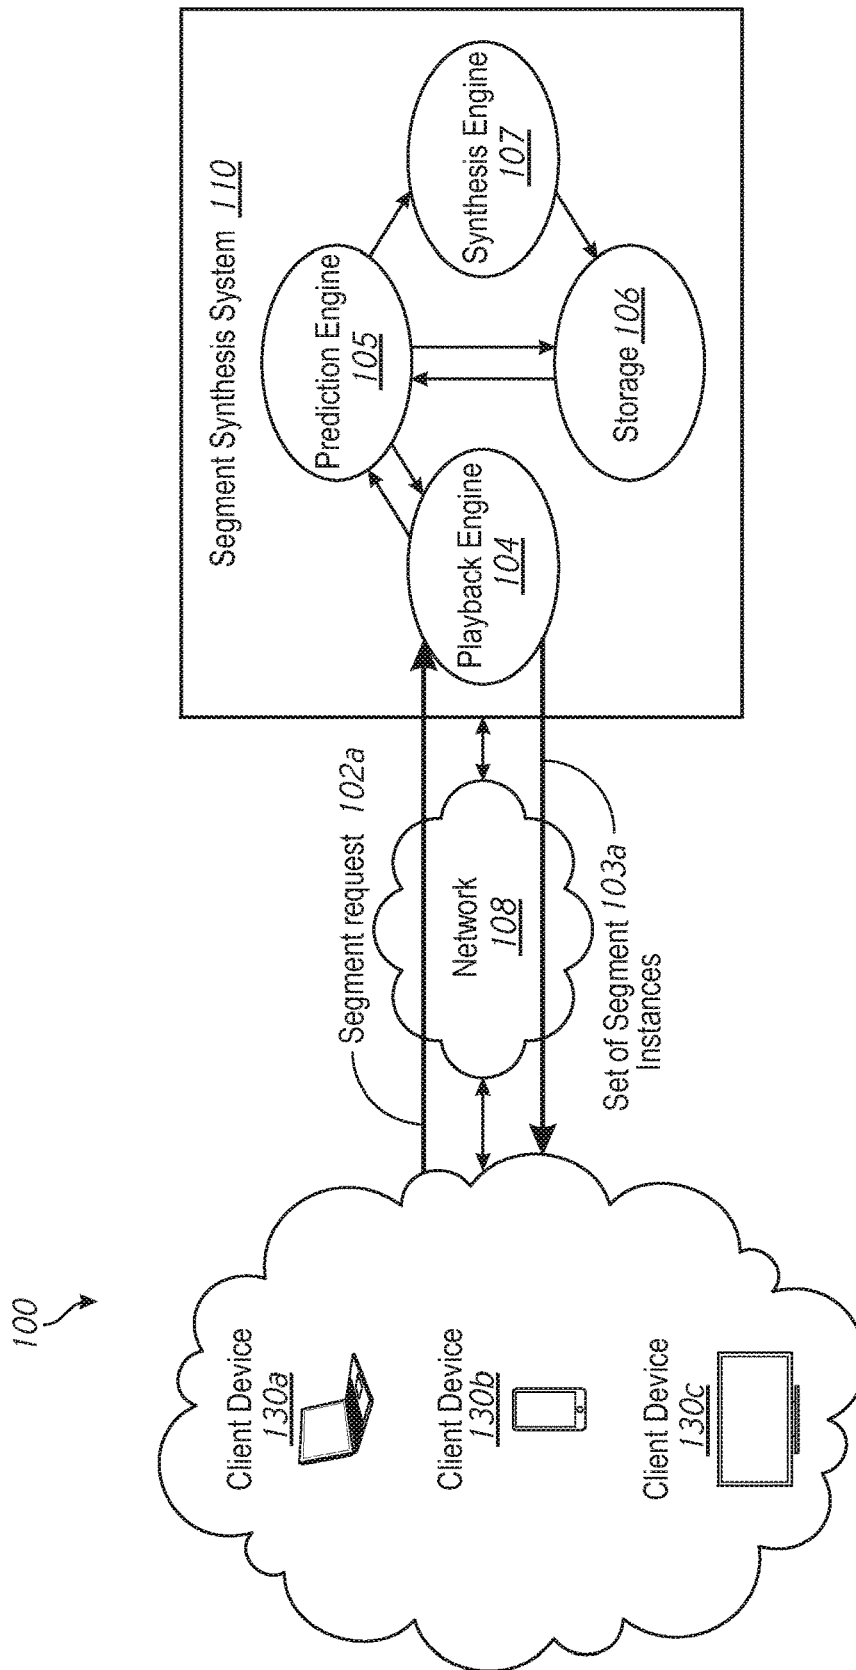 100
Client Device
130a
Client Device
130b
Client Device
130c
Segment request 102a
Network
108
Set of Segment 103a
Instances
Segment Synthesis System 110
Prediction Engine
105
Playback Engine
104
Synthesis Engine
107
Storage 106